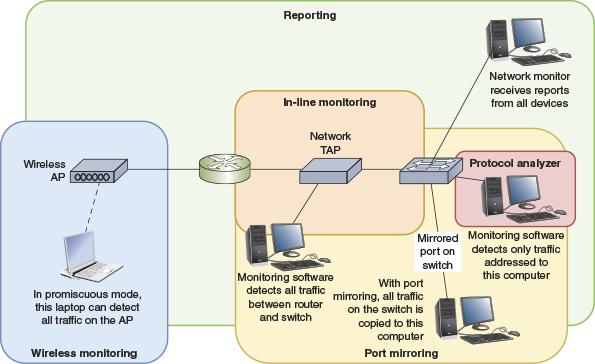 Reporting
Network monitor
receives reports
from all devices
In-line monitoring
Network
TAP
Wireless
AP
Protocol analyzer
Monitoring software
detects only traffic
addressed to
this computer
Mirrored
port on
switch
Monitoring software
detects all traffic
between router
and switch
With port
mirroring, all traffic
on the switch is
copied to this
computer
In promiscuous mode,
this laptop can detect
all traffic on the AP
Wireless monitoring
Port mirroring